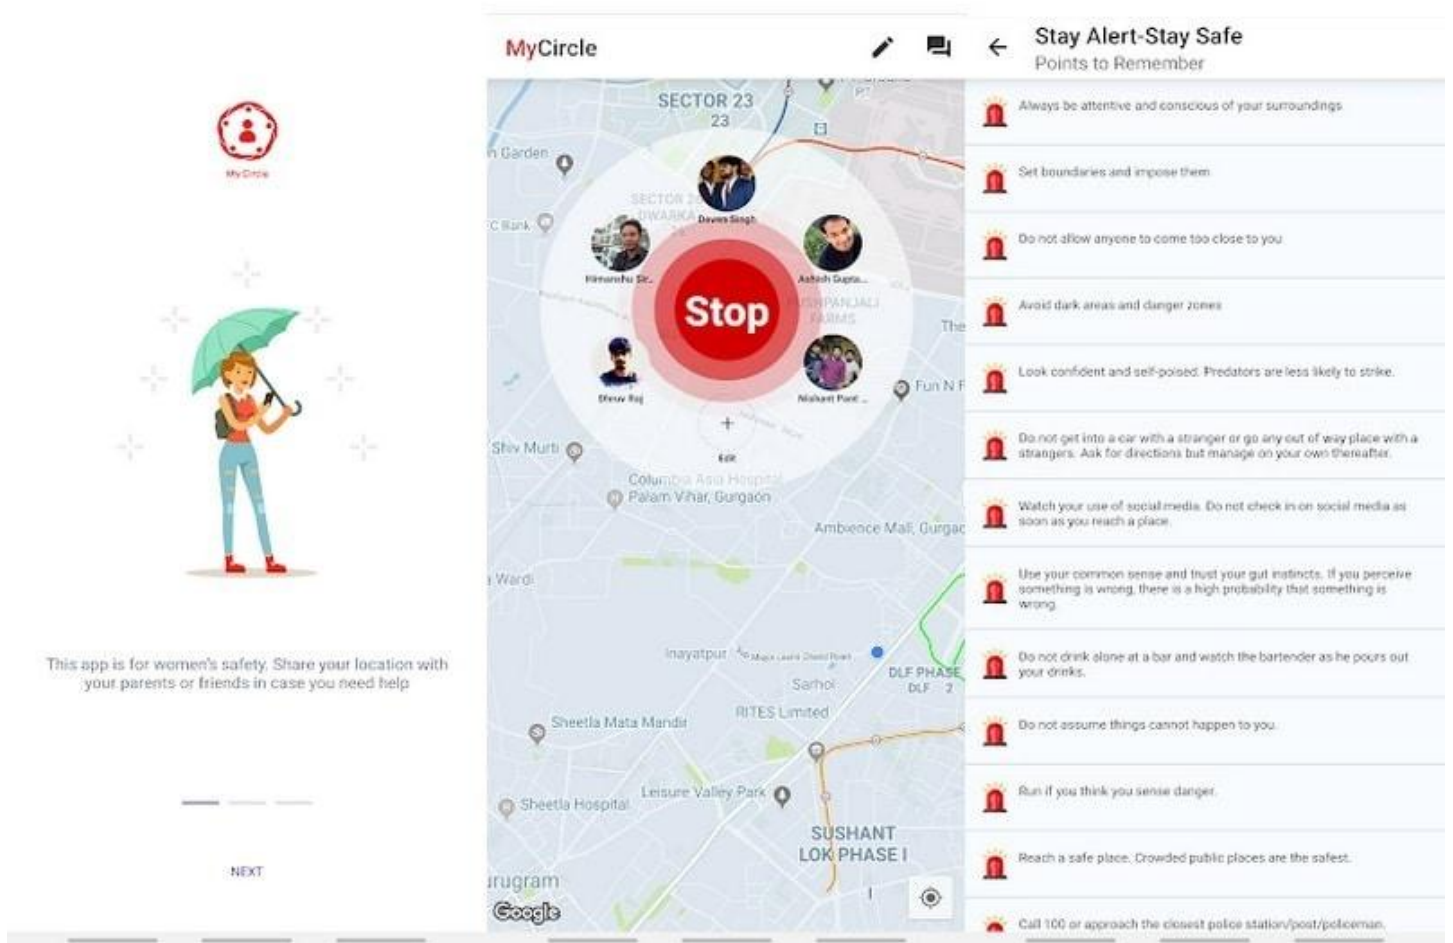 My Circle
This app is for women's safety. Share your location with
your parents or friends in case you need help
NEXT
MyCircle
SECTOR 23
23
n Garden
SECTOR 2
DWARKA
C Bank
Himanshu Sir...
Ashish Gupta...
Stop
PUSHPANJALI
FARMS
The
Dhruv Raj
Nishant Pant ...
Fun N F
+
Edit
Shiv Murti
Columbia Asia Hospital
Palam Vihar, Gurgaon
Ambience Mall, Gurgao
a Wardi
Inayatpur
Sarhol
DLF PHASE
DLF 2
RITES Limited
Sheetla Mata Mandir
Leisure Valley Park
Sheetla Hospital
SUSHANT
LOK PHASE I
urugram
Google
Stay Alert-Stay Safe
Points to Remember
Always be attentive and conscious of your surroundings
Set boundaries and impose them
Do not allow anyone to come too close to you
Avoid dark areas and danger zones
Look confident and self-poised. Predators are less likely to strike.
Do not get into a car with a stranger or go any out of way place with a
strangers. Ask for directions but manage on your own thereafter.
Watch your use of social media. Do not check in on social media as
soon as you reach a place.
Use your common sense and trust your gut instincts. If you perceive
something is wrong, there is a high probability that something is
wrong.
Do not drink alone at a bar and watch the bartender as he pours out
your drinks.
Do not assume things cannot happen to you.
Run if you think you sense danger.
Reach a safe place. Crowded public places are the safest.
Call 100 or approach the closest police station/post/policeman.